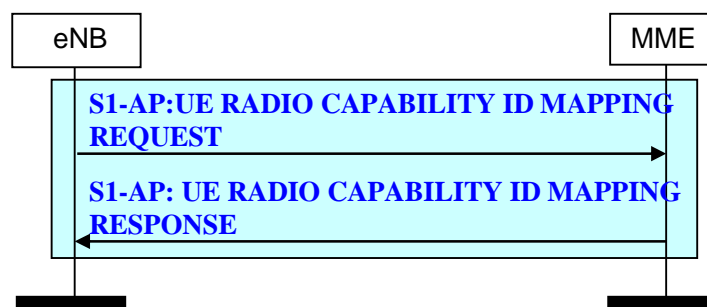 eNB
MME
S1-AP:UE RADIO CAPABILITY ID MAPPING
REQUEST
S1-AP: UE RADIO CAPABILITY ID MAPPING
RESPONSE